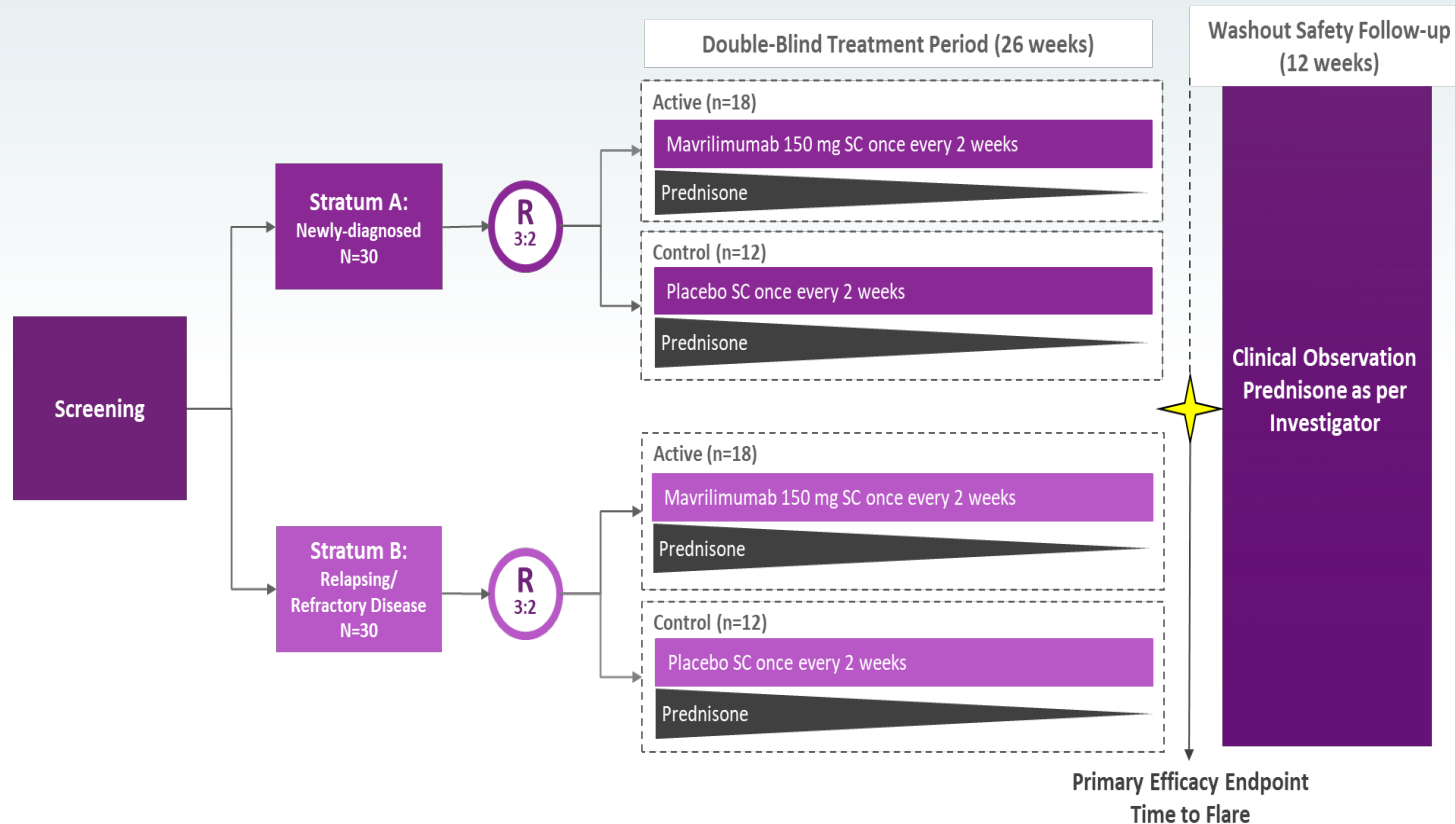 Double-Blind Treatment Period (26 weeks)
Washout Safety Follow-up
(12 weeks)
Screening
Stratum A:
Newly-diagnosed
N=30
R
3:2
Active (n=18)
Mavrilimumab 150 mg SC once every 2 weeks
Prednisone
Control (n=12)
Placebo SC once every 2 weeks
Prednisone
Stratum B:
Relapsing/
Refractory Disease
N=30
R
3:2
Active (n=18)
Mavrilimumab 150 mg SC once every 2 weeks
Prednisone
Control (n=12)
Placebo SC once every 2 weeks
Prednisone
Clinical Observation
Prednisone as per
Investigator
Primary Efficacy Endpoint
Time to Flare